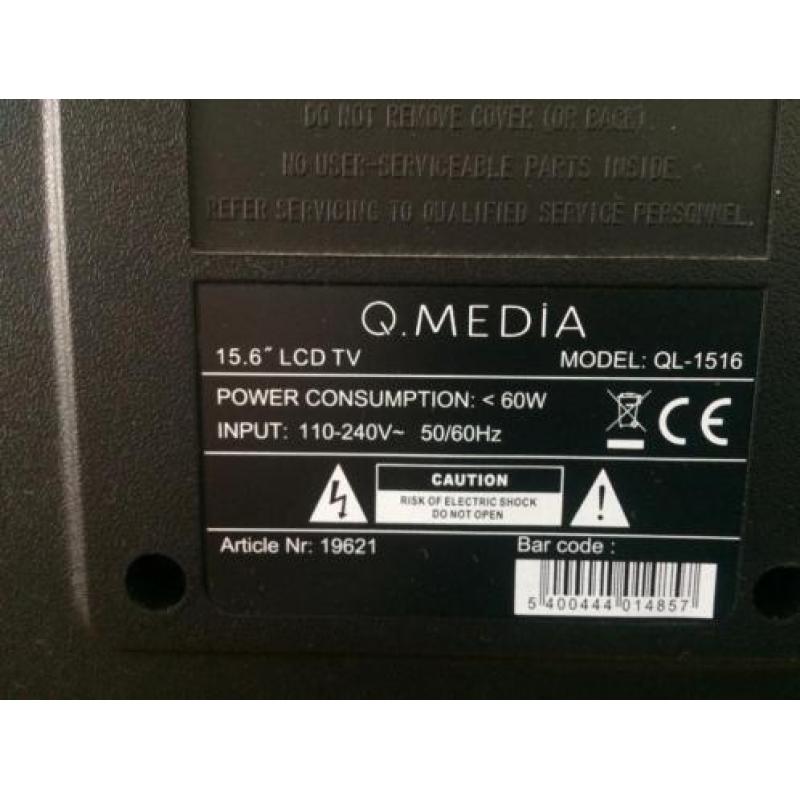 DO NOT REMOVE COVER (OR BACK).
NO USER-SERVICEABLE PARTS INSIDE.
REFER SERVICING TO QUALIFIED SERVICE PERSONNEL.
Q.MEDİA
15.6″ LCD TV MODEL: QL-1516
POWER CONSUMPTION: < 60W
INPUT: 110-240V~ 50/60Hz
CE
CAUTION
RISK OF ELECTRIC SHOCK
DO NOT OPEN
Article Nr: 19621 Bar code :
5 400444 014857